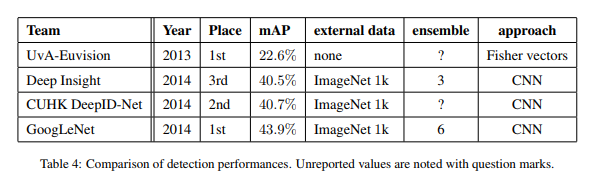 Team Year Place mAP external data ensemble approach
UvA-Euvision 2013 1st 22.6% none ? Fisher vectors
Deep Insight 2014 3rd 40.5% ImageNet 1k 3 CNN
CUHK DeepID-Net 2014 2nd 40.7% ImageNet 1k ? CNN
GoogLeNet 2014 1st 43.9% ImageNet 1k 6 CNN
Table 4: Comparison of detection performances. Unreported values are noted with question marks.